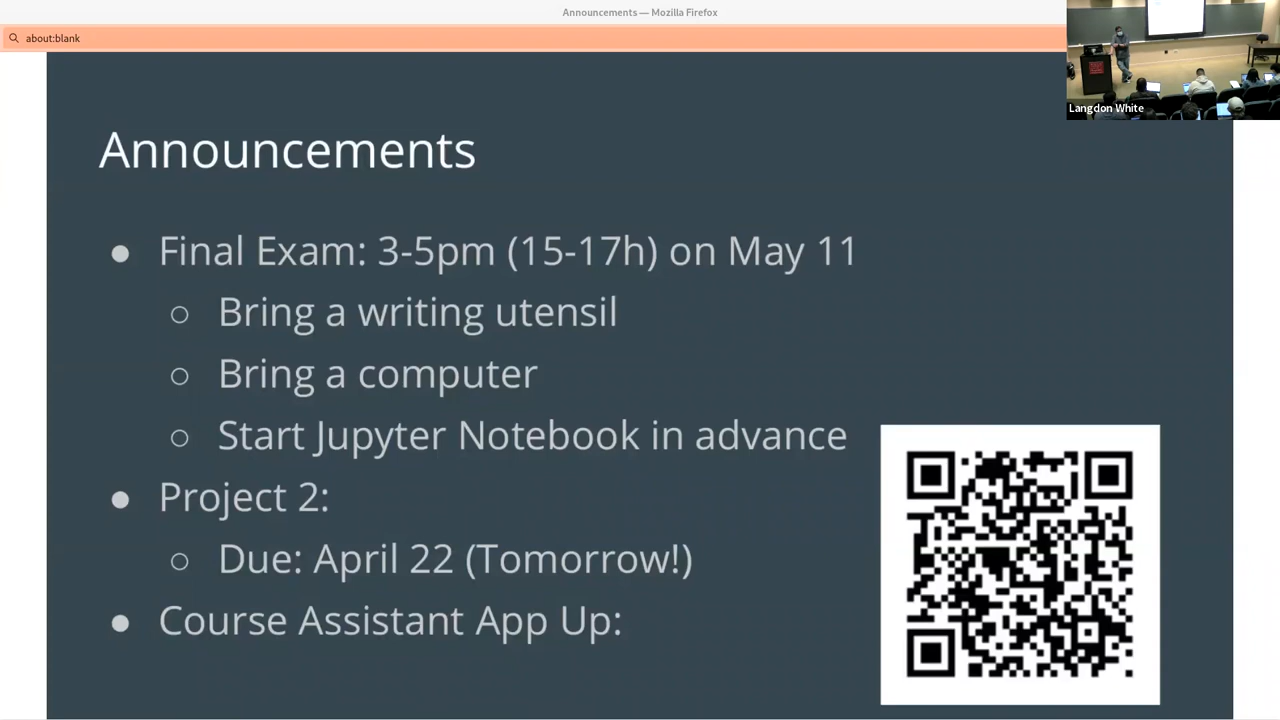 Announcements — Mozilla Firefox
about:blank
Langdon White
Announcements
● Final Exam: 3-5pm (15-17h) on May 11
○ Bring a writing utensil
○ Bring a computer
○ Start Jupyter Notebook in advance
● Project 2:
○ Due: April 22 (Tomorrow!)
● Course Assistant App Up: